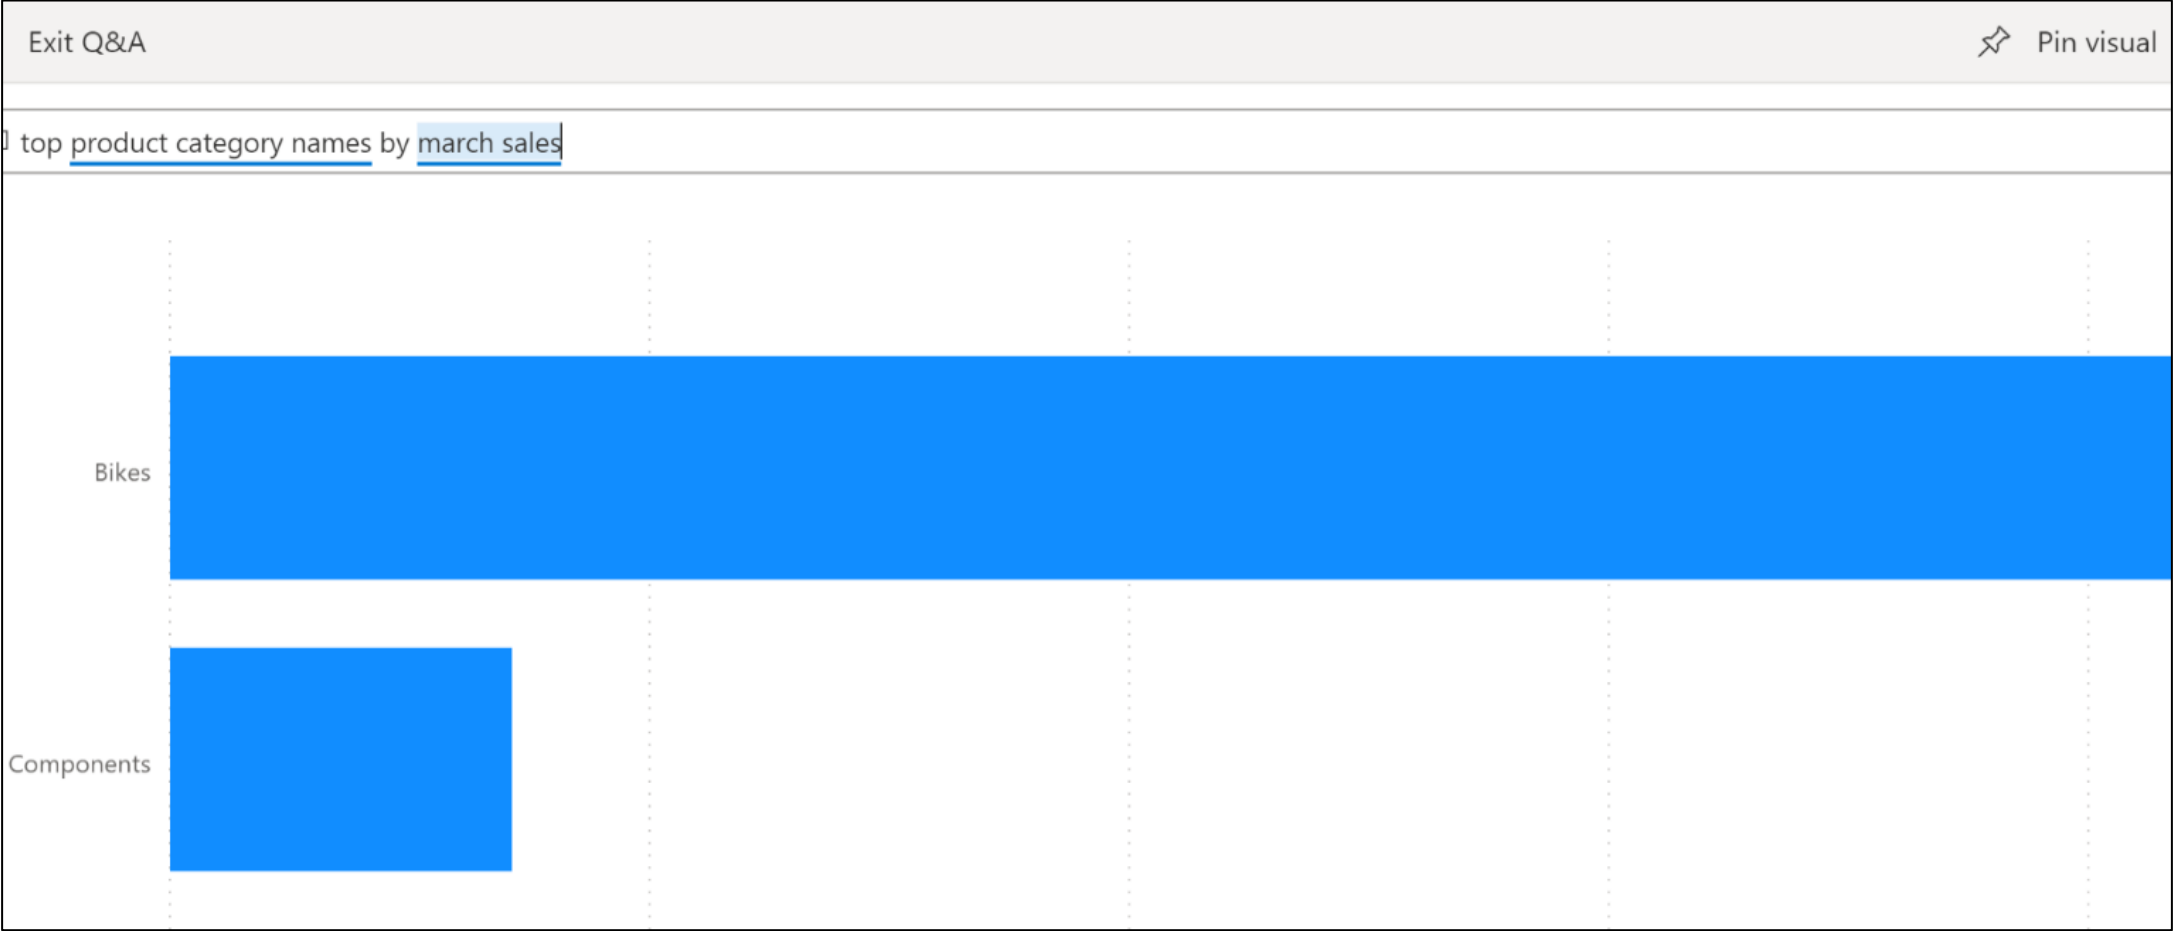 Exit Q&A
Pin visual
top product category names by march sales
Bikes
Components